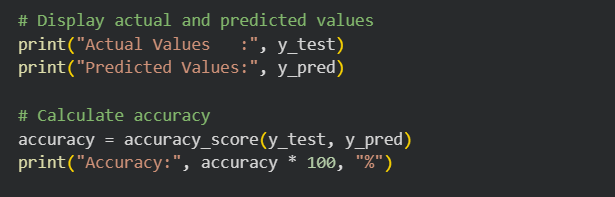 # Display actual and predicted values
print("Actual Values   :", y_test)
print("Predicted Values:", y_pred)

# Calculate accuracy
accuracy = accuracy_score(y_test, y_pred)
print("Accuracy:", accuracy * 100, "%")